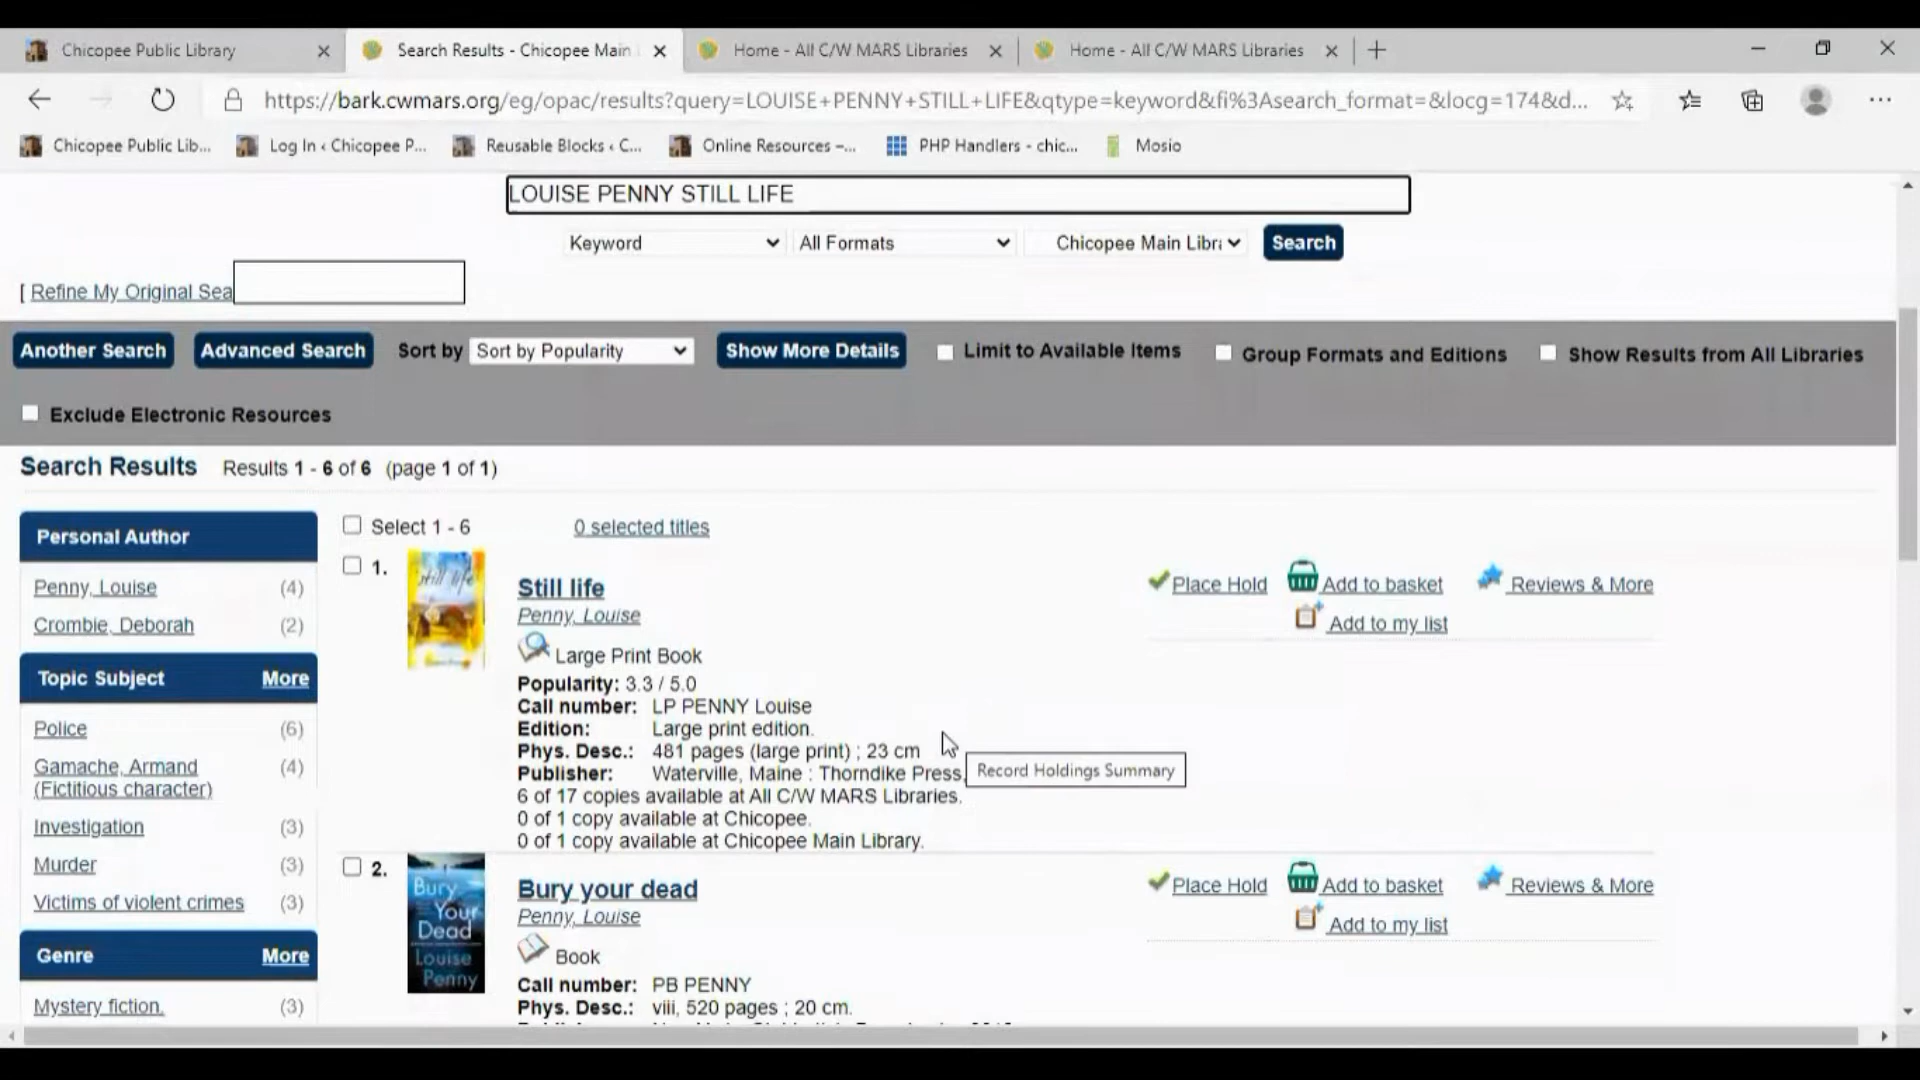 Chicopee Public Library
Search Results - Chicopee Main
Home - All C/W MARS Libraries
Home - All C/W MARS Libraries
https://bark.cwmars.org/eg/opac/results?query=LOUISE+PENNY+STILL+LIFE&qtype=keyword&fi%3Asearch_format=&locg=174&d...
Chicopee Public Lib...
Log In ‹ Chicopee P...
Reusable Blocks ‹ C...
Online Resources –...
PHP Handlers - chic...
Mosio
LOUISE PENNY STILL LIFE
Keyword
All Formats
Chicopee Main Libra
Search
[ Refine My Original Sea
Another Search
Advanced Search
Sort by
Sort by Popularity
Show More Details
Limit to Available Items
Group Formats and Editions
Show Results from All Libraries
Exclude Electronic Resources
Search Results Results 1 - 6 of 6 (page 1 of 1)
Personal Author
Penny, Louise (4)
Crombie, Deborah (2)
Topic Subject More
Police (6)
Gamache, Armand (4)
(Fictitious character)
Investigation (3)
Murder (3)
Victims of violent crimes (3)
Genre More
Mystery fiction. (3)
Select 1 - 6
0 selected titles
1.
still life
Still life
Penny, Louise
Large Print Book
Popularity: 3.3 / 5.0
Call number: LP PENNY Louise
Edition: Large print edition.
Phys. Desc.: 481 pages (large print) ; 23 cm
Publisher: Waterville, Maine : Thorndike Press,
6 of 17 copies available at All C/W MARS Libraries.
0 of 1 copy available at Chicopee.
0 of 1 copy available at Chicopee Main Library.
Record Holdings Summary
Place Hold
Add to basket
Reviews & More
Add to my list
2.
Bury
Your
Dead
Louise
Penny
Bury your dead
Penny, Louise
Book
Call number: PB PENNY
Phys. Desc.: viii, 520 pages ; 20 cm.
Place Hold
Add to basket
Reviews & More
Add to my list